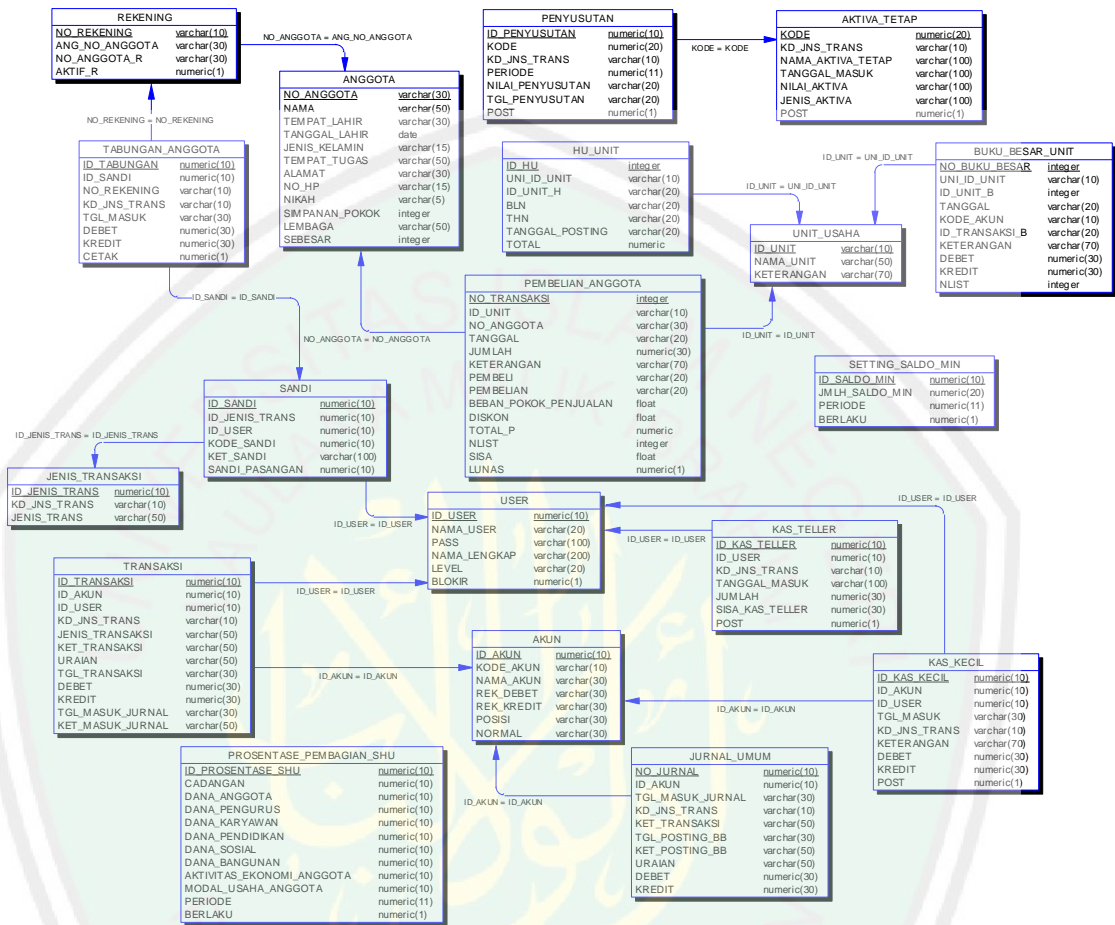 REKENING
NO_REKENING varchar(10)
ANG_NO_ANGGOTA varchar(30)
NO_ANGGOTA_R varchar(30)
AKTIF_R numeric(1)
NO_ANGGOTA = ANG_NO_ANGGOTA
PENYUSUTAN
ID_PENYUSUTAN numeric(10)
KODE numeric(20)
KD_JNS_TRANS varchar(10)
PERIODE numeric(11)
NILAI_PENYUSUTAN varchar(20)
TGL_PENYUSUTAN varchar(20)
POST numeric(1)
KODE = KODE
AKTIVA_TETAP
KODE numeric(20)
KD_JNS_TRANS varchar(10)
NAMA_AKTIVA_TETAP varchar(100)
TANGGAL_MASUK varchar(100)
NILAI_AKTIVA varchar(100)
JENIS_AKTIVA varchar(100)
POST numeric(1)
ANGGOTA
NO_ANGGOTA varchar(30)
NAMA varchar(50)
TEMPAT_LAHIR varchar(30)
TANGGAL_LAHIR date
JENIS_KELAMIN varchar(15)
TEMPAT_TUGAS varchar(50)
ALAMAT varchar(30)
NO_HP varchar(15)
NIKAH varchar(5)
SIMPANAN_POKOK integer
LEMBAGA varchar(50)
SEBESAR integer
NO_REKENING = NO_REKENING
TABUNGAN_ANGGOTA
ID_TABUNGAN numeric(10)
ID_SANDI numeric(10)
NO_REKENING varchar(10)
KD_JNS_TRANS varchar(10)
TGL_MASUK varchar(30)
DEBET numeric(30)
KREDIT numeric(30)
CETAK numeric(1)
HU_UNIT
ID_HU integer
UNI_ID_UNIT varchar(10)
ID_UNIT_H varchar(20)
BLN varchar(20)
THN varchar(20)
TANGGAL_POSTING varchar(20)
TOTAL numeric
ID_UNIT = UNI_ID_UNIT
ID_UNIT = UNI_ID_UNIT
BUKU_BESAR_UNIT
NO_BUKU_BESAR integer
UNI_ID_UNIT varchar(10)
ID_UNIT_B integer
TANGGAL varchar(20)
KODE_AKUN varchar(10)
ID_TRANSAKSI_B varchar(20)
KETERANGAN varchar(70)
DEBET numeric(30)
KREDIT numeric(30)
NLIST integer
UNIT_USAHA
ID_UNIT varchar(10)
NAMA_UNIT varchar(50)
KETERANGAN varchar(70)
PEMBELIAN_ANGGOTA
NO_TRANSAKSI integer
ID_UNIT varchar(10)
NO_ANGGOTA varchar(30)
TANGGAL varchar(20)
JUMLAH numeric(30)
KETERANGAN varchar(70)
PEMBELI varchar(20)
PEMBELIAN varchar(20)
BEBAN_POKOK_PENJUALAN float
DISKON float
TOTAL_P numeric
NLIST integer
SISA float
LUNAS numeric(1)
ID_SANDI = ID_SANDI
NO_ANGGOTA = NO_ANGGOTA
ID_UNIT = ID_UNIT
SETTING_SALDO_MIN
ID_SALDO_MIN numeric(10)
JMLH_SALDO_MIN numeric(20)
PERIODE numeric(11)
BERLAKU numeric(1)
SANDI
ID_SANDI numeric(10)
ID_JENIS_TRANS numeric(10)
ID_USER numeric(10)
KODE_SANDI numeric(10)
KET_SANDI varchar(100)
SANDI_PASANGAN numeric(10)
ID_JENIS_TRANS = ID_JENIS_TRANS
JENIS_TRANSAKSI
ID_JENIS_TRANS numeric(10)
KD_JNS_TRANS varchar(10)
JENIS_TRANS varchar(50)
ID_USER = ID_USER
USER
ID_USER numeric(10)
NAMA_USER varchar(20)
PASS varchar(100)
NAMA_LENGKAP varchar(200)
LEVEL varchar(20)
BLOKIR numeric(1)
ID_USER = ID_USER
ID_USER = ID_USER
KAS_TELLER
ID_KAS_TELLER numeric(10)
ID_USER numeric(10)
KD_JNS_TRANS varchar(10)
TANGGAL_MASUK varchar(100)
JUMLAH numeric(30)
SISA_KAS_TELLER numeric(30)
POST numeric(1)
TRANSAKSI
ID_TRANSAKSI numeric(10)
ID_AKUN numeric(10)
ID_USER numeric(10)
KD_JNS_TRANS varchar(10)
JENIS_TRANSAKSI varchar(50)
KET_TRANSAKSI varchar(50)
URAIAN varchar(50)
TGL_TRANSAKSI varchar(30)
DEBET numeric(30)
KREDIT numeric(30)
TGL_MASUK_JURNAL varchar(30)
KET_MASUK_JURNAL varchar(50)
ID_USER = ID_USER
ID_AKUN = ID_AKUN
AKUN
ID_AKUN numeric(10)
KODE_AKUN varchar(10)
NAMA_AKUN varchar(30)
REK_DEBET varchar(30)
REK_KREDIT varchar(30)
POSISI varchar(30)
NORMAL varchar(30)
ID_AKUN = ID_AKUN
KAS_KECIL
ID_KAS_KECIL numeric(10)
ID_AKUN numeric(10)
ID_USER numeric(10)
TGL_MASUK varchar(30)
KD_JNS_TRANS varchar(10)
KETERANGAN varchar(70)
DEBET numeric(30)
KREDIT numeric(30)
POST numeric(1)
PROSENTASE_PEMBAGIAN_SHU
ID_PROSENTASE_SHU numeric(10)
CADANGAN numeric(10)
DANA_ANGGOTA numeric(10)
DANA_PENGURUS numeric(10)
DANA_KARYAWAN numeric(10)
DANA_PENDIDIKAN numeric(10)
DANA_SOSIAL numeric(10)
DANA_BANGUNAN numeric(10)
AKTIVITAS_EKONOMI_ANGGOTA numeric(10)
MODAL_USAHA_ANGGOTA numeric(10)
PERIODE numeric(11)
BERLAKU numeric(1)
ID_AKUN = ID_AKUN
JURNAL_UMUM
NO_JURNAL numeric(10)
ID_AKUN numeric(10)
TGL_MASUK_JURNAL varchar(30)
KD_JNS_TRANS varchar(10)
KET_TRANSAKSI varchar(50)
TGL_POSTING_BB varchar(30)
KET_POSTING_BB varchar(50)
URAIAN varchar(50)
DEBET numeric(30)
KREDIT numeric(30)